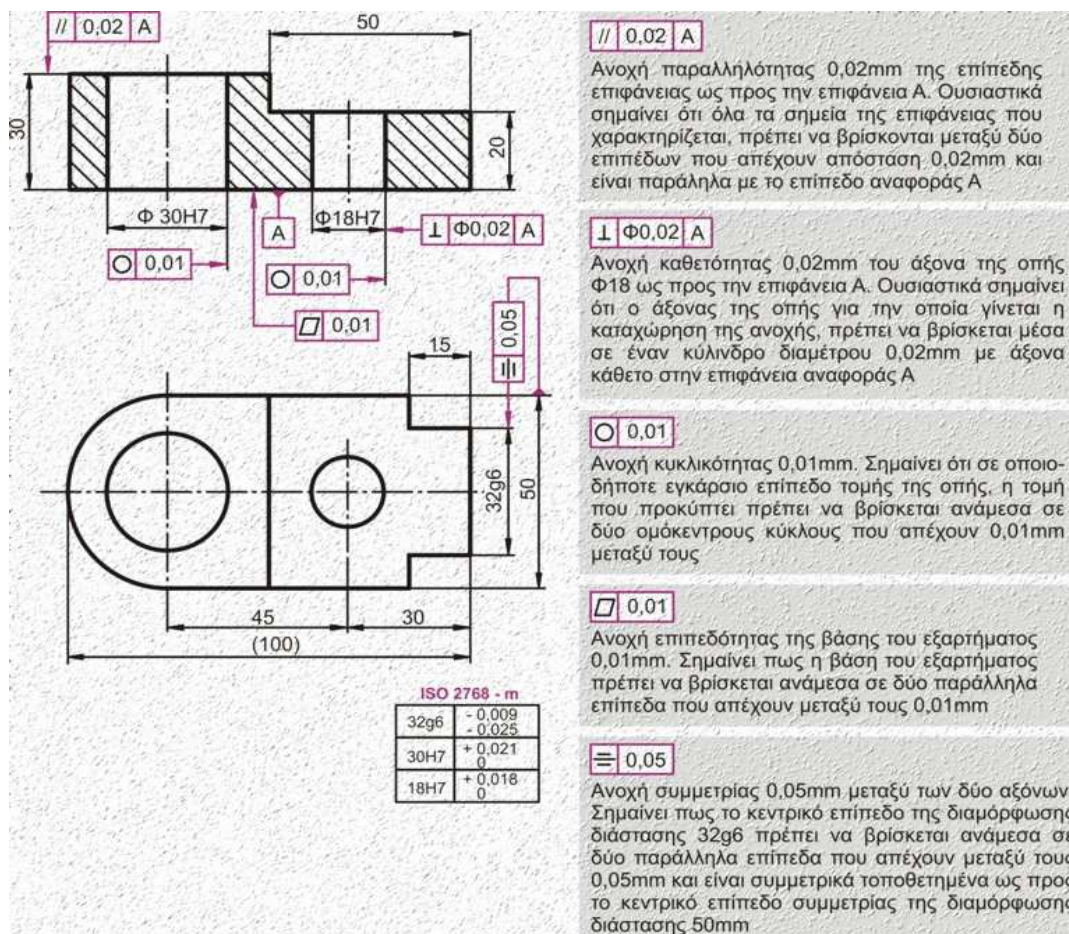 // 0,02 A
50
30
20
Φ 30H7
A
Φ18H7
⊥ Φ0,02 A
○ 0,01
○ 0,01
⏥ 0,01
0,05
15
32g6
50
45
30
(100)
ISO 2768 - m
32g6 - 0,009 - 0,025
30H7 + 0,021 0
18H7 + 0,018 0
// 0,02 A
Ανοχή παραλληλότητας 0,02mm της επίπεδης
επιφάνειας ως προς την επιφάνεια Α. Ουσιαστικά
σημαίνει ότι όλα τα σημεία της επιφάνειας που
χαρακτηρίζεται, πρέπει να βρίσκονται μεταξύ δύο
επιπέδων που απέχουν απόσταση 0,02mm και
είναι παράληλα με το επίπεδο αναφοράς Α
⊥ Φ0,02 A
Ανοχή καθετότητας 0,02mm του άξονα της οπής
Φ18 ως προς την επιφάνεια Α. Ουσιαστικά σημαίνει
ότι ο άξονας της οπής για την οποία γίνεται η
καταχώρηση της ανοχής, πρέπει να βρίσκεται μέσα
σε έναν κύλινδρο διαμέτρου 0,02mm με άξονα
κάθετο στην επιφάνεια αναφοράς Α
○ 0,01
Ανοχή κυκλικότητας 0,01mm. Σημαίνει ότι σε οποιο-
δήποτε εγκάρσιο επίπεδο τομής της οπής, η τομή
που προκύπτει πρέπει να βρίσκεται ανάμεσα σε
δύο ομόκεντρους κύκλους που απέχουν 0,01mm
μεταξύ τους
⏥ 0,01
Ανοχή επιπεδότητας της βάσης του εξαρτήματος
0,01mm. Σημαίνει πως η βάση του εξαρτήματος
πρέπει να βρίσκεται ανάμεσα σε δύο παράλληλα
επίπεδα που απέχουν μεταξύ τους 0,01mm
⌯ 0,05
Ανοχή συμμετρίας 0,05mm μεταξύ των δύο αξόνων
Σημαίνει πως το κεντρικό επίπεδο της διαμόρφωσης
διάστασης 32g6 πρέπει να βρίσκεται ανάμεσα σε
δύο παράλληλα επίπεδα που απέχουν μεταξύ τους
0,05mm και είναι συμμετρικά τοποθετημένα ως προς
το κεντρικό επίπεδο συμμετρίας της διαμόρφωσης
διάστασης 50mm